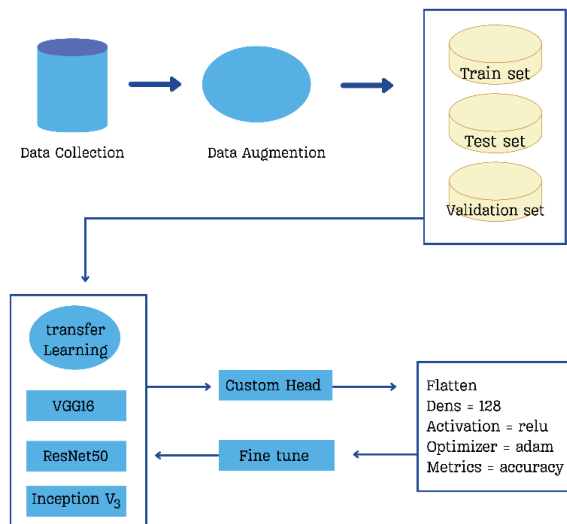 Data Collection
Data Augmention
Train set
Test set
Validation set
transfer
Learning
VGG16
ResNet50
Inception V3
Custom Head
Fine tune
Flatten
Dens = 128
Activation = relu
Optimizer = adam
Metrics = accuracy